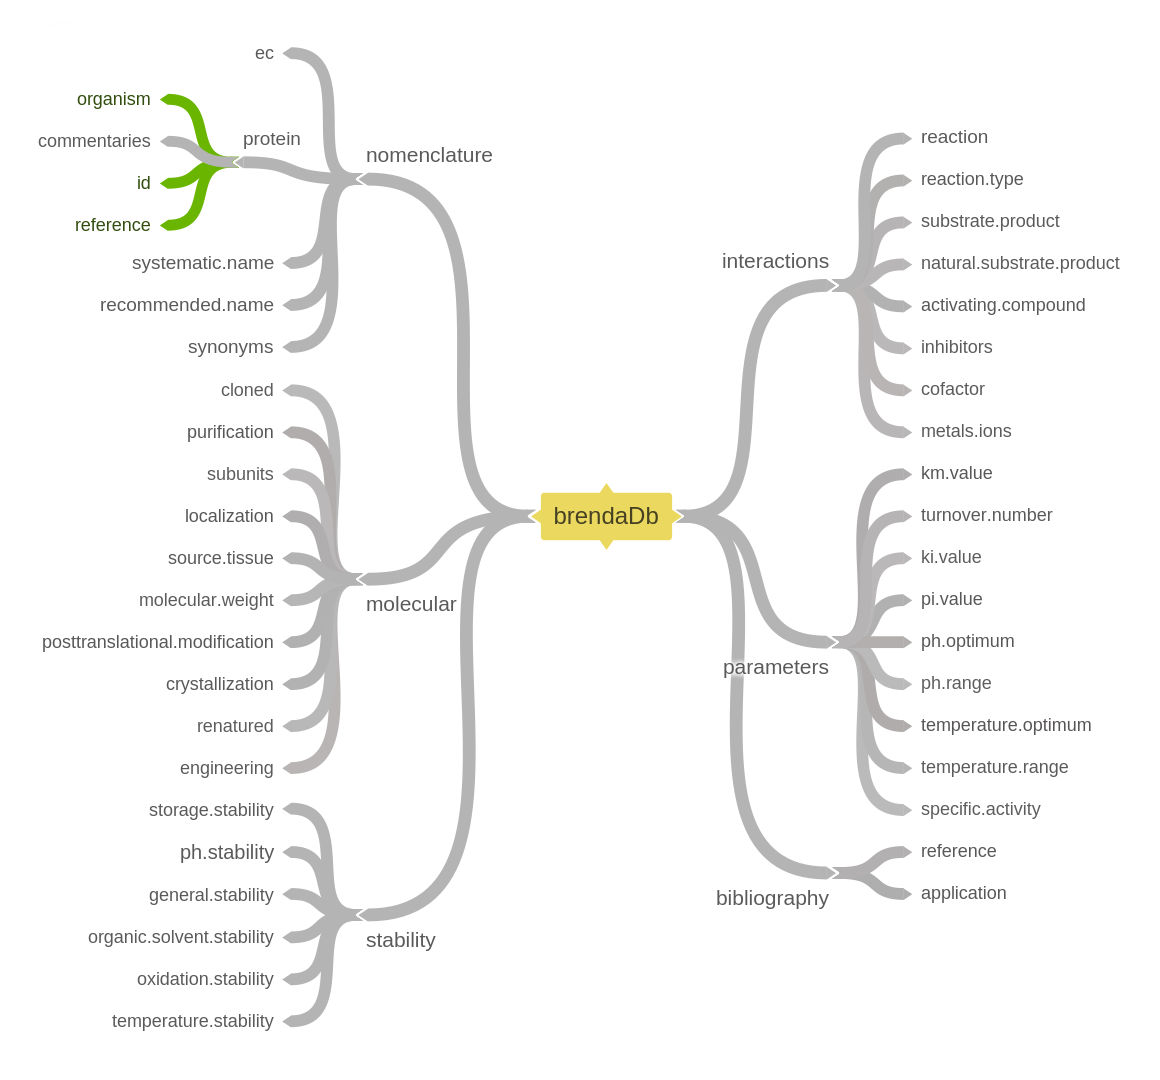 brendaDb
nomenclature
ec
protein
organism
commentaries
id
reference
systematic.name
recommended.name
synonyms
molecular
cloned
purification
subunits
localization
source.tissue
molecular.weight
posttranslational.modification
crystallization
renatured
engineering
stability
storage.stability
ph.stability
general.stability
organic.solvent.stability
oxidation.stability
temperature.stability
interactions
reaction
reaction.type
substrate.product
natural.substrate.product
activating.compound
inhibitors
cofactor
metals.ions
parameters
km.value
turnover.number
ki.value
pi.value
ph.optimum
ph.range
temperature.optimum
temperature.range
specific.activity
bibliography
reference
application